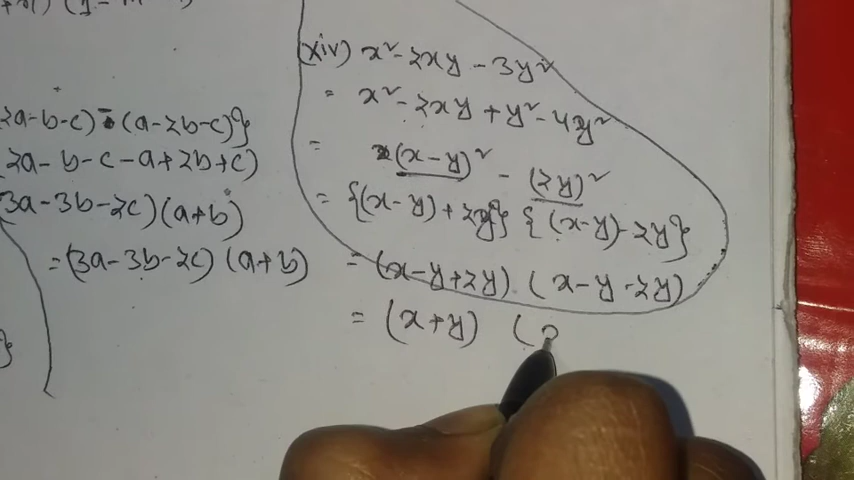 (xiv) x² - 2xy - 3y²
= x² - 2xy + y² - 4y²
= (x-y)² - (2y)²
= {(x-y)+2y} {(x-y)-2y}
= (x-y+2y) (x-y-2y)
= (x+y) (
2a-b-c) - (a-2b-c)}
2a-b-c-a+2b+c)
3a-3b-2c) (a+b)
= (3a-3b-2c) (a+b)